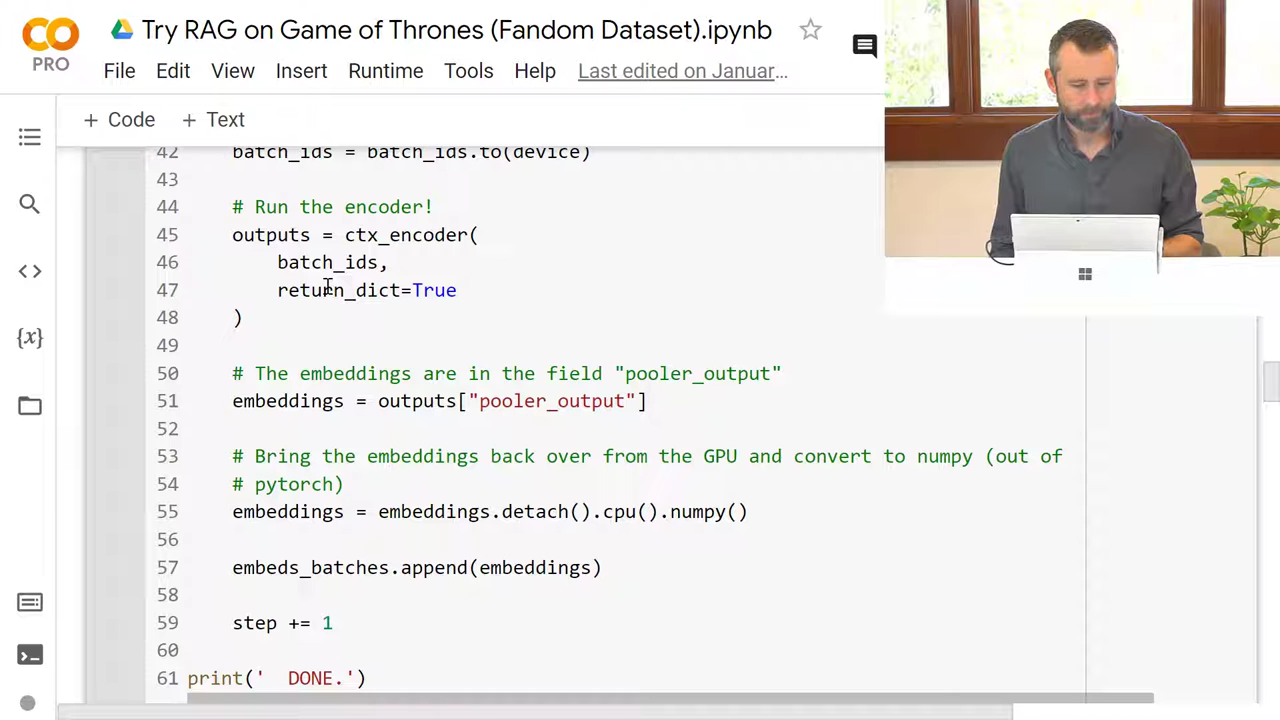 Try RAG on Game of Thrones (Fandom Dataset).ipynb
PRO
File Edit View Insert Runtime Tools Help Last edited on Januar…
+ Code + Text
42 batch_ids = batch_ids.to(device)
43
44 # Run the encoder!
45 outputs = ctx_encoder(
46 batch_ids,
47 return_dict=True
48 )
49
50 # The embeddings are in the field "pooler_output"
51 embeddings = outputs["pooler_output"]
52
53 # Bring the embeddings back over from the GPU and convert to numpy (out of
54 # pytorch)
55 embeddings = embeddings.detach().cpu().numpy()
56
57 embeds_batches.append(embeddings)
58
59 step += 1
60
61 print('  DONE.')